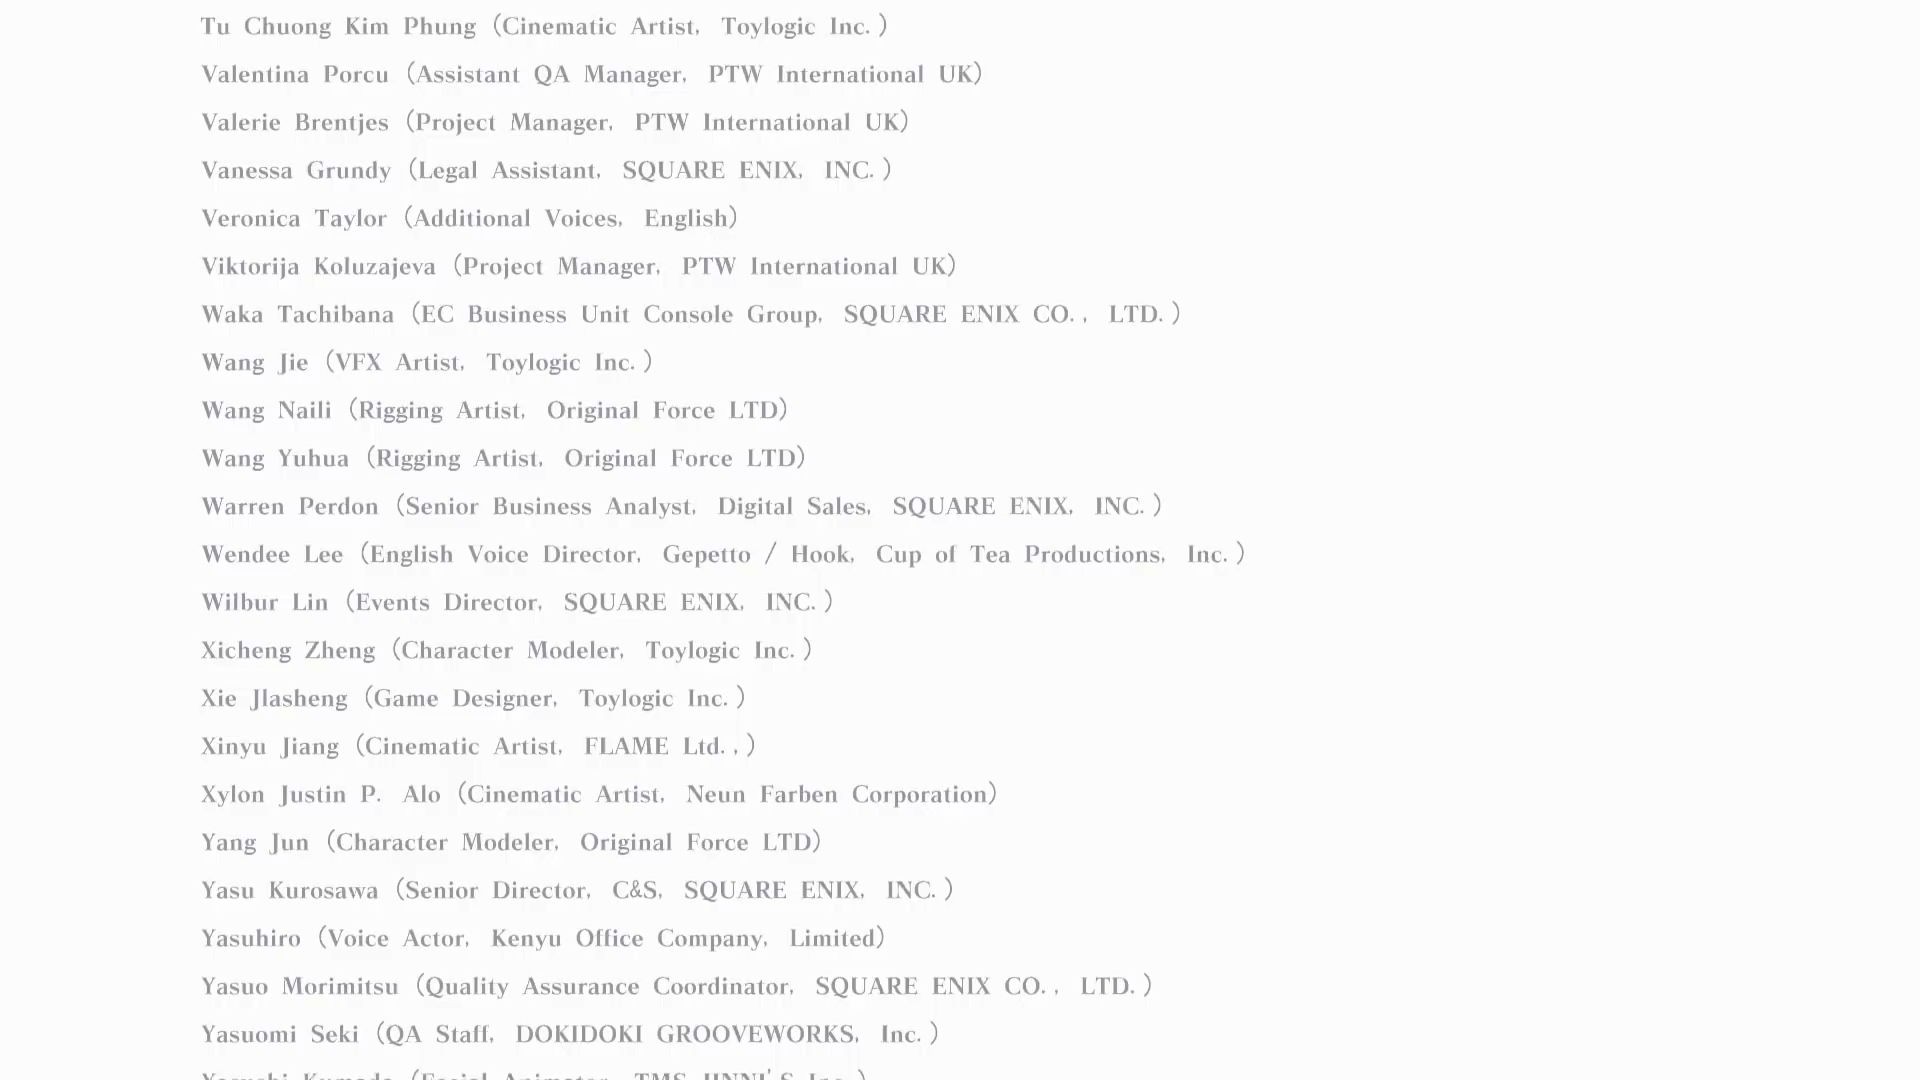 Tu Chuong Kim Phung (Cinematic Artist, Toylogic Inc.)
Valentina Porcu (Assistant QA Manager, PTW International UK)
Valerie Brentjes (Project Manager, PTW International UK)
Vanessa Grundy (Legal Assistant, SQUARE ENIX, INC.)
Veronica Taylor (Additional Voices, English)
Viktorija Koluzajeva (Project Manager, PTW International UK)
Waka Tachibana (EC Business Unit Console Group, SQUARE ENIX CO., LTD.)
Wang Jie (VFX Artist, Toylogic Inc.)
Wang Naili (Rigging Artist, Original Force LTD)
Wang Yuhua (Rigging Artist, Original Force LTD)
Warren Perdon (Senior Business Analyst, Digital Sales, SQUARE ENIX, INC.)
Wendee Lee (English Voice Director, Gepetto / Hook, Cup of Tea Productions, Inc.)
Wilbur Lin (Events Director, SQUARE ENIX, INC.)
Xicheng Zheng (Character Modeler, Toylogic Inc.)
Xie Jlasheng (Game Designer, Toylogic Inc.)
Xinyu Jiang (Cinematic Artist, FLAME Ltd.,)
Xylon Justin P. Alo (Cinematic Artist, Neun Farben Corporation)
Yang Jun (Character Modeler, Original Force LTD)
Yasu Kurosawa (Senior Director, C&S, SQUARE ENIX, INC.)
Yasuhiro (Voice Actor, Kenyu Office Company, Limited)
Yasuo Morimitsu (Quality Assurance Coordinator, SQUARE ENIX CO., LTD.)
Yasuomi Seki (QA Staff, DOKIDOKI GROOVEWORKS, Inc.)